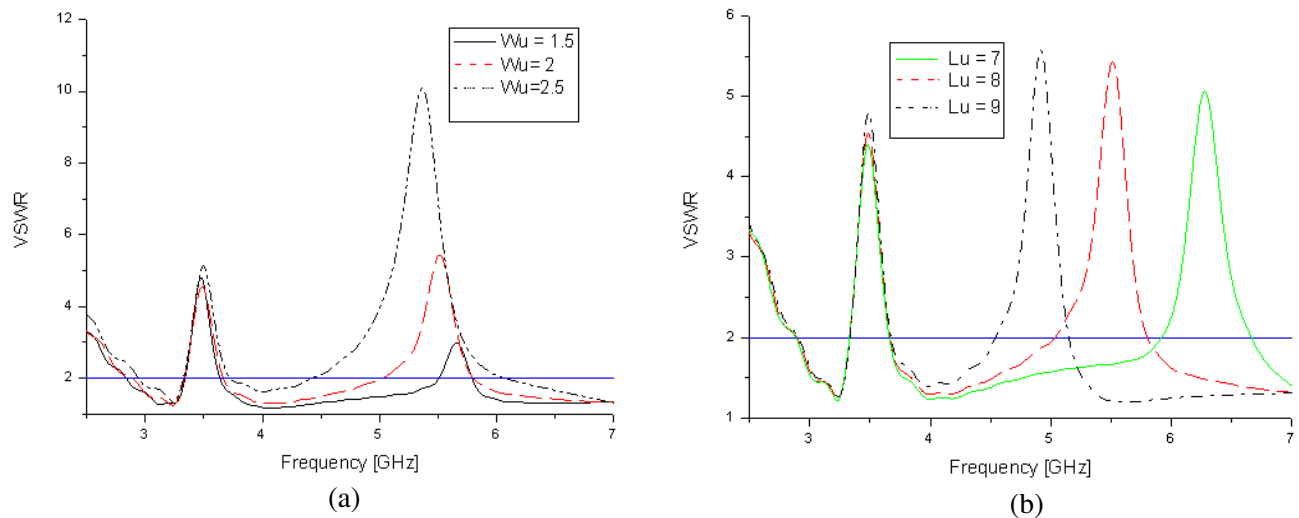 12
10
8
6
4
2
VSWR
Wu = 1.5
Wu= 2
Wu=2.5
3
4
5
6
7
Frequency [GHz]
(a)
6
5
4
3
2
1
VSWR
Lu = 7
Lu = 8
Lu = 9
3
4
5
6
7
Frequency [GHz]
(b)